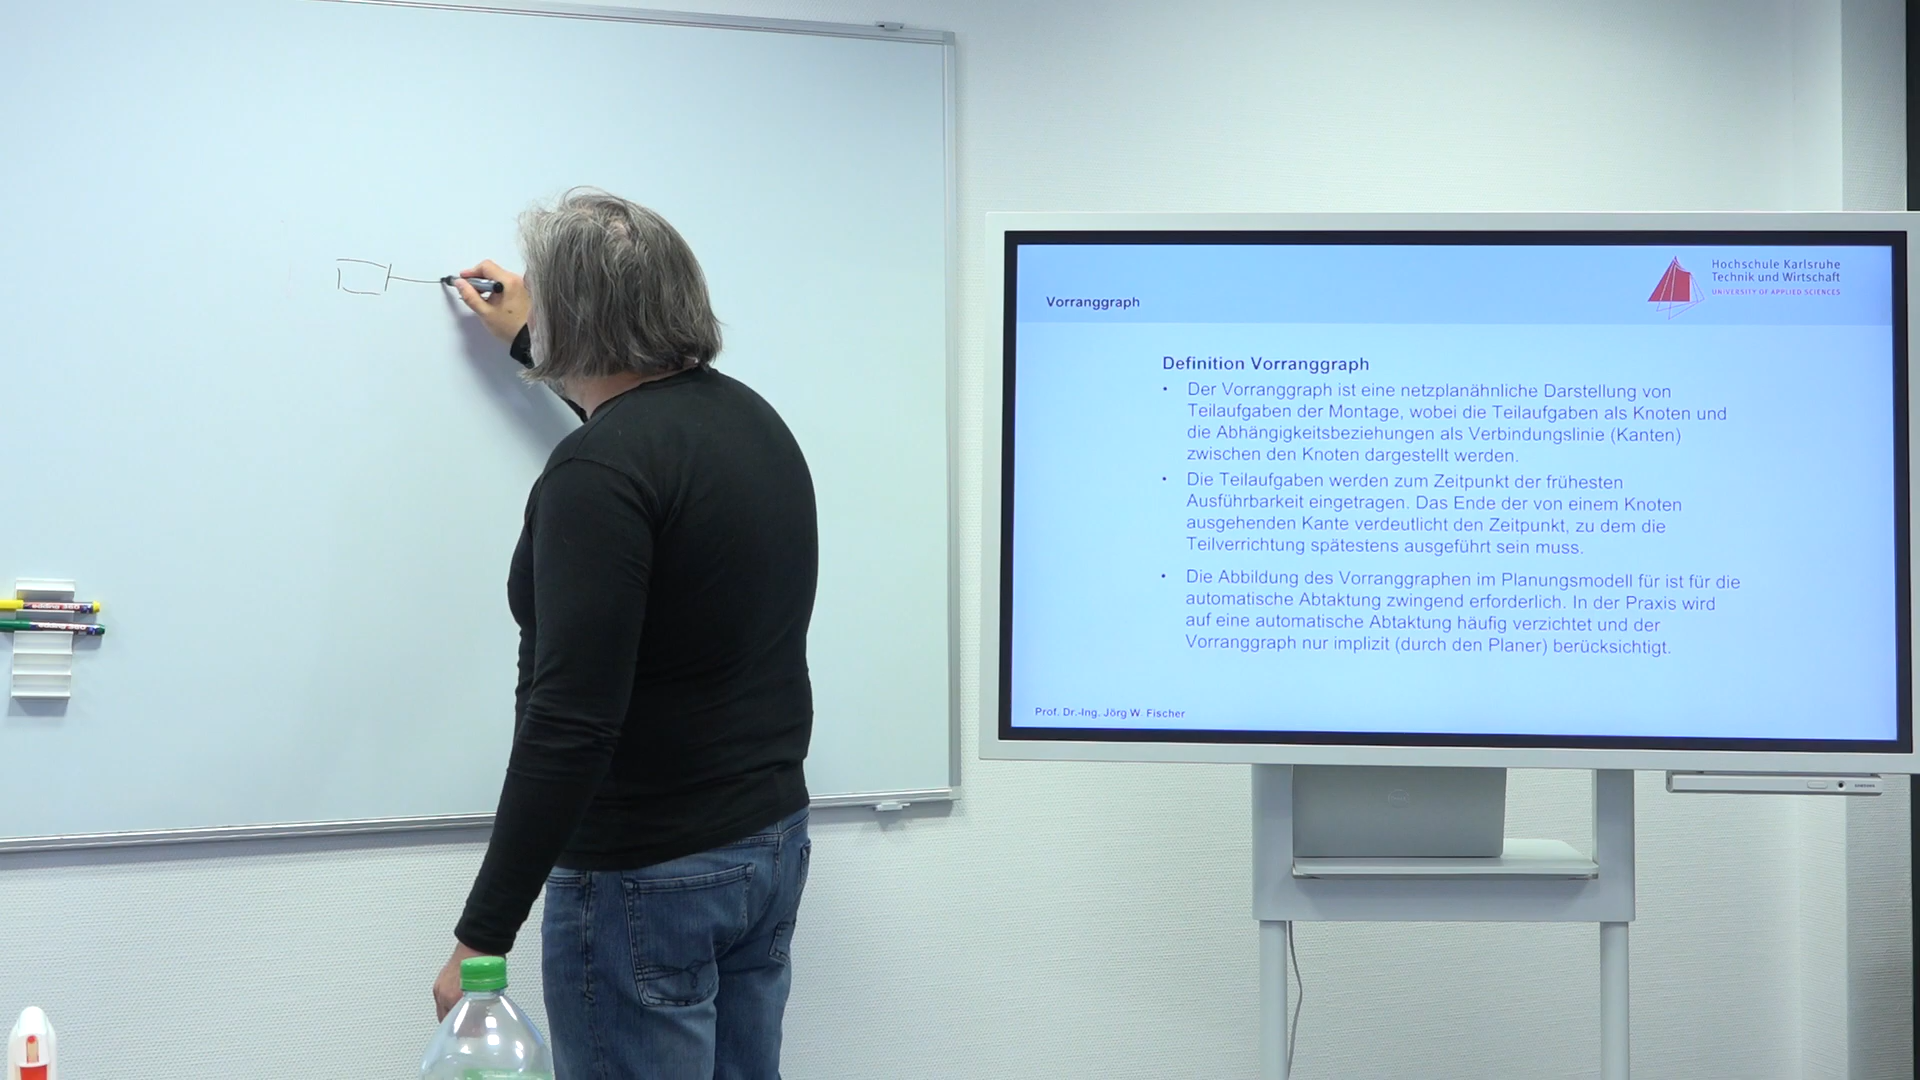 Hochschule Karlsruhe
Technik und Wirtschaft
UNIVERSITY OF APPLIED SCIENCES
Vorranggraph
Definition Vorranggraph
• Der Vorranggraph ist eine netzplanähnliche Darstellung von
Teilaufgaben der Montage, wobei die Teilaufgaben als Knoten und
die Abhängigkeitsbeziehungen als Verbindungslinie (Kanten)
zwischen den Knoten dargestellt werden.
• Die Teilaufgaben werden zum Zeitpunkt der frühesten
Ausführbarkeit eingetragen. Das Ende der von einem Knoten
ausgehenden Kante verdeutlicht den Zeitpunkt, zu dem die
Teilverrichtung spätestens ausgeführt sein muss.
• Die Abbildung des Vorranggraphen im Planungsmodell für ist für die
automatische Abtaktung zwingend erforderlich. In der Praxis wird
auf eine automatische Abtaktung häufig verzichtet und der
Vorranggraph nur implizit (durch den Planer) berücksichtigt.
Prof. Dr.-Ing. Jörg W. Fischer